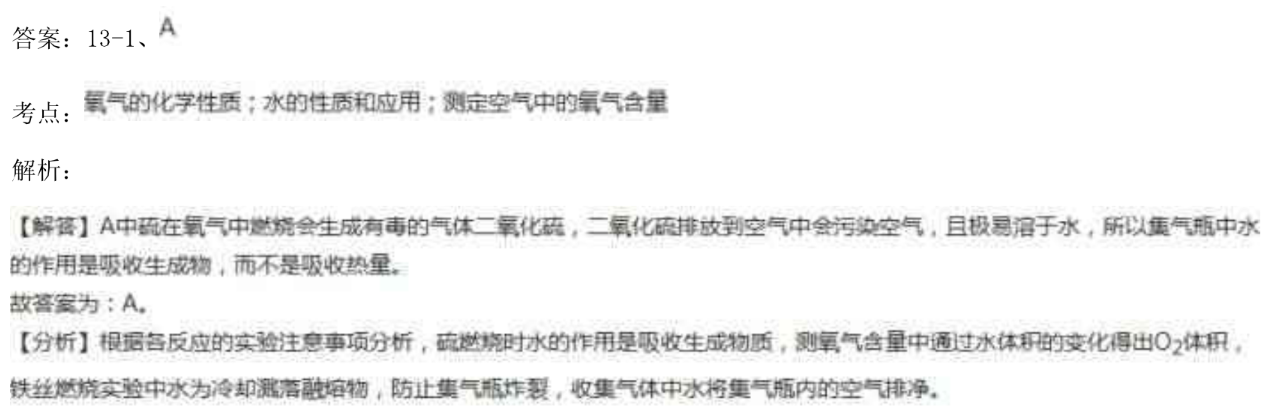 答案：13-1、A
考点：氧气的化学性质；水的性质和应用；测定空气中的氧气含量
解析：
【解答】A中硫在氧气中燃烧会生成有毒的气体二氧化硫，二氧化硫排放到空气中会污染空气，且极易溶于水，所以集气瓶中水
的作用是吸收生成物，而不是吸收热量。
故答案为：A。
【分析】根据各反应的实验注意事项分析，硫燃烧时水的作用是吸收生成物质，测氧气含量中通过水体积的变化得出O₂体积，
铁丝燃烧实验中水为冷却溅落融熔物，防止集气瓶炸裂，收集气体中水将集气瓶内的空气排净。